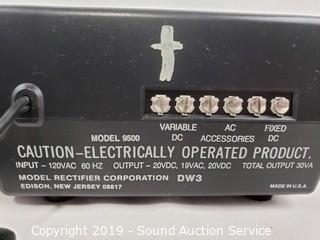 VARIABLE AC FIXED
MODEL 9500 DC ACCESSORIES DC
CAUTION–ELECTRICALLY OPERATED PRODUCT.
INPUT – 120VAC 60 HZ OUTPUT – 20VDC, 19VAC, 20VDC TOTAL OUTPUT 30VA
MODEL RECTIFIER CORPORATION DW3
EDISON, NEW JERSEY 08817 MADE IN U.S.A.
Copyright 2019 - Sound Auction Service